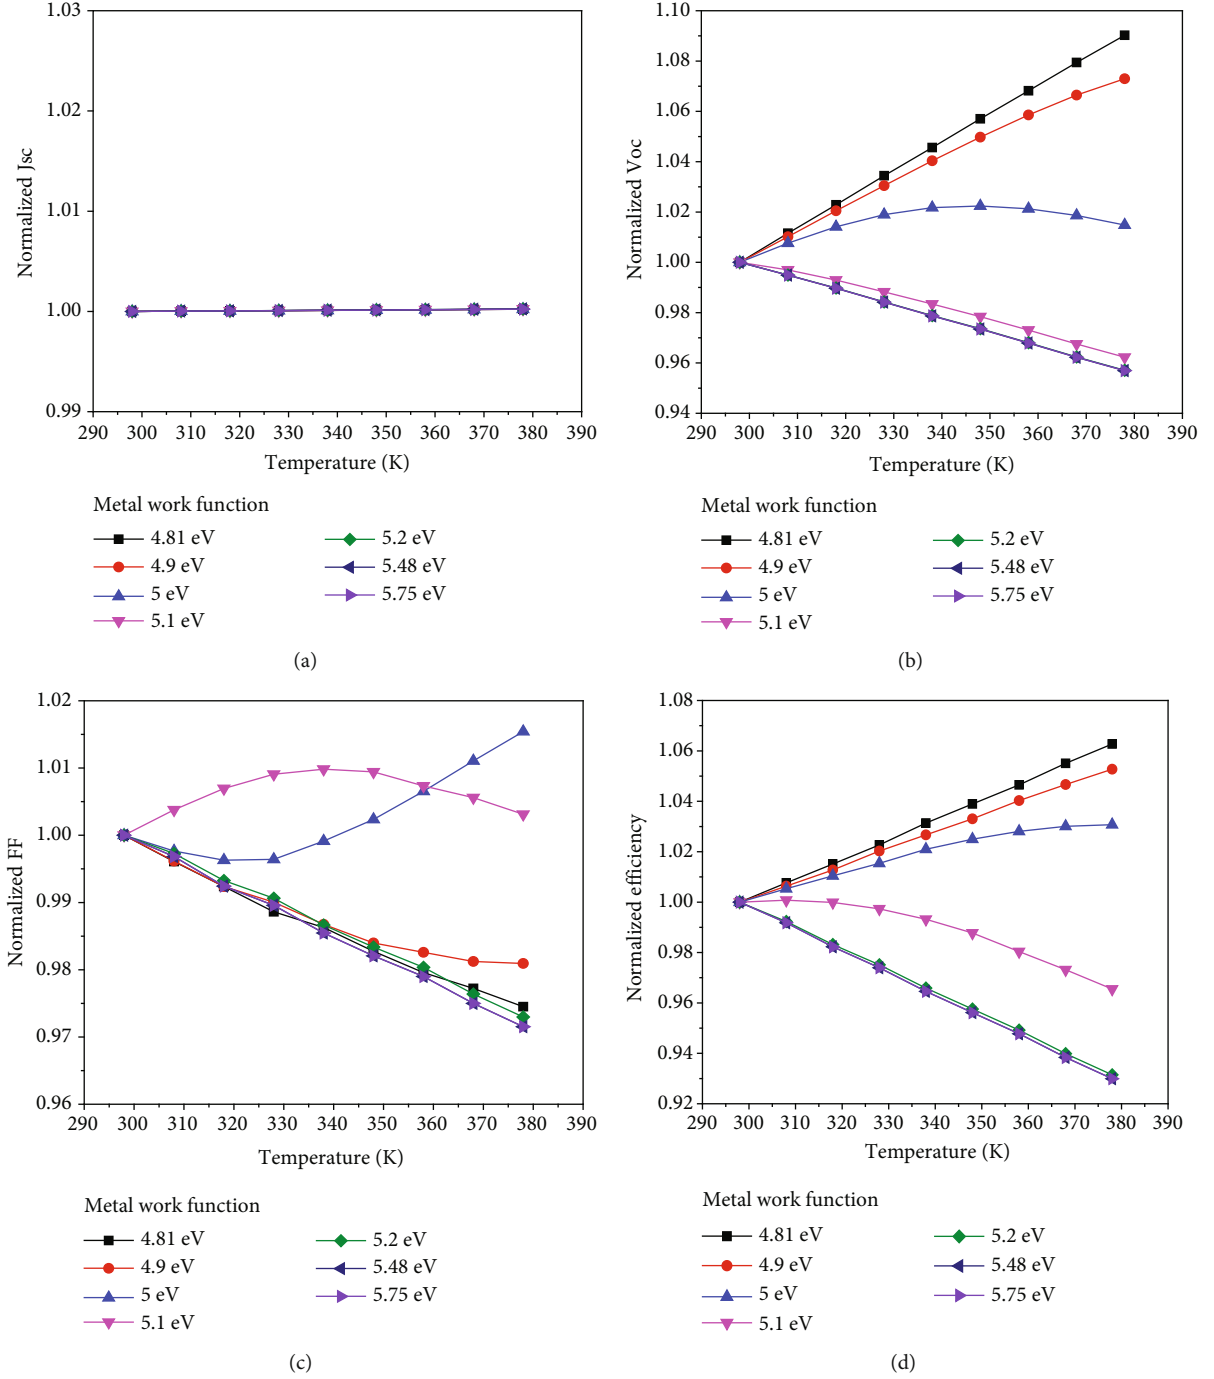 1.03
1.02
1.01
1.00
0.99
Normalized Jsc
290 300 310 320 330 340 350 360 370 380 390
Temperature (K)
Metal work function
4.81 eV 5.2 eV
4.9 eV 5.48 eV
5 eV 5.75 eV
5.1 eV
(a)
1.10
1.08
1.06
1.04
1.02
1.00
0.98
0.96
0.94
Normalized Voc
290 300 310 320 330 340 350 360 370 380 390
Temperature (K)
Metal work function
4.81 eV 5.2 eV
4.9 eV 5.48 eV
5 eV 5.75 eV
5.1 eV
(b)
1.02
1.01
1.00
0.99
0.98
0.97
0.96
Normalized FF
290 300 310 320 330 340 350 360 370 380 390
Temperature (K)
Metal work function
4.81 eV 5.2 eV
4.9 eV 5.48 eV
5 eV 5.75 eV
5.1 eV
(c)
1.08
1.06
1.04
1.02
1.00
0.98
0.96
0.94
0.92
Normalized efficiency
290 300 310 320 330 340 350 360 370 380 390
Temperature (K)
Metal work function
4.81 eV 5.2 eV
4.9 eV 5.48 eV
5 eV 5.75 eV
5.1 eV
(d)